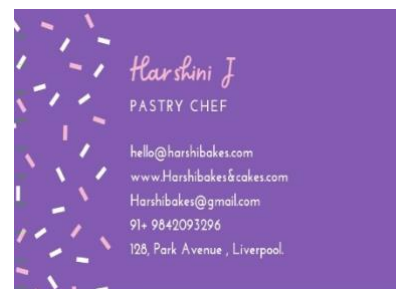 Harshini J
PASTRY CHEF
hello@harshibakes.com
www.Harshibakes&cakes.com
Harshibakes@gmail.com
91+ 9842093296
128, Park Avenue , Liverpool.